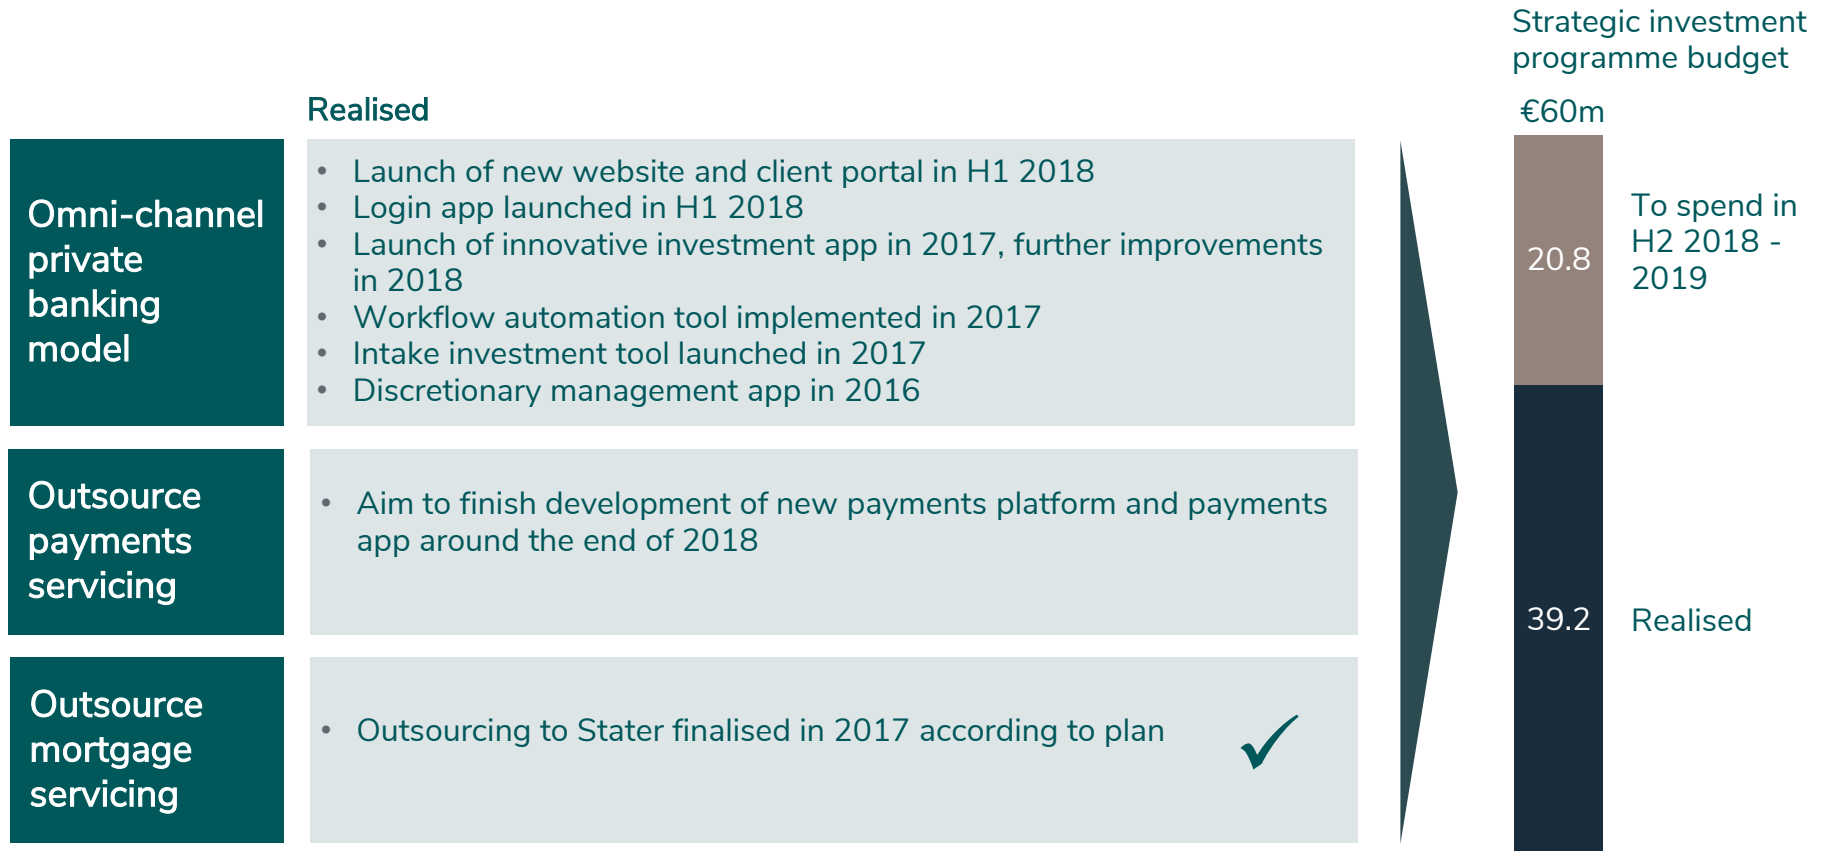 Strategic investment
programme budget
€60m
Realised
Omni-channel
private
banking
model
• Launch of new website and client portal in H1 2018
• Login app launched in H1 2018
• Launch of innovative investment app in 2017, further improvements
in 2018
• Workflow automation tool implemented in 2017
• Intake investment tool launched in 2017
• Discretionary management app in 2016
Outsource
payments
servicing
• Aim to finish development of new payments platform and payments
app around the end of 2018
Outsource
mortgage
servicing
• Outsourcing to Stater finalised in 2017 according to plan
20.8
To spend in
H2 2018 -
2019
39.2
Realised